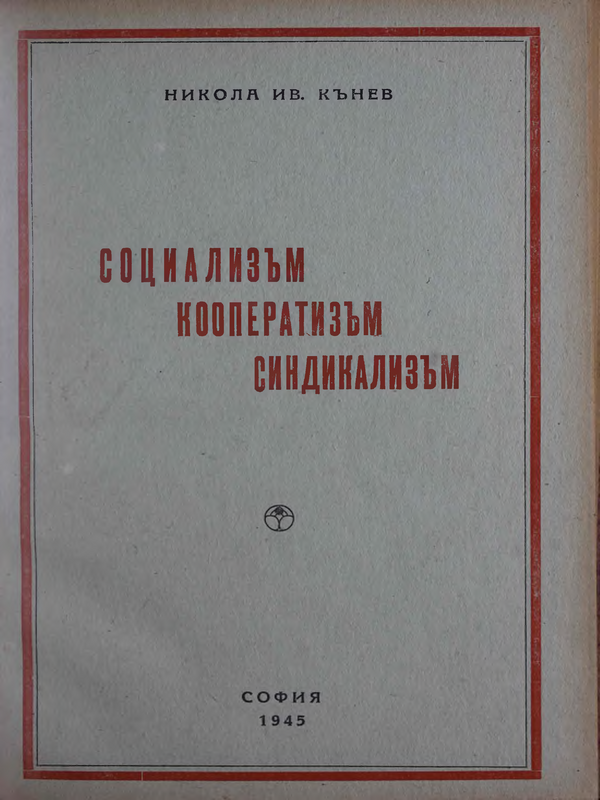 НИКОЛА ИВ. КЪНЕВ
СОЦИАЛИЗЪМ
КООПЕРАТИЗЪМ
СИНДИКАЛИЗЪМ
СОФИЯ
1945